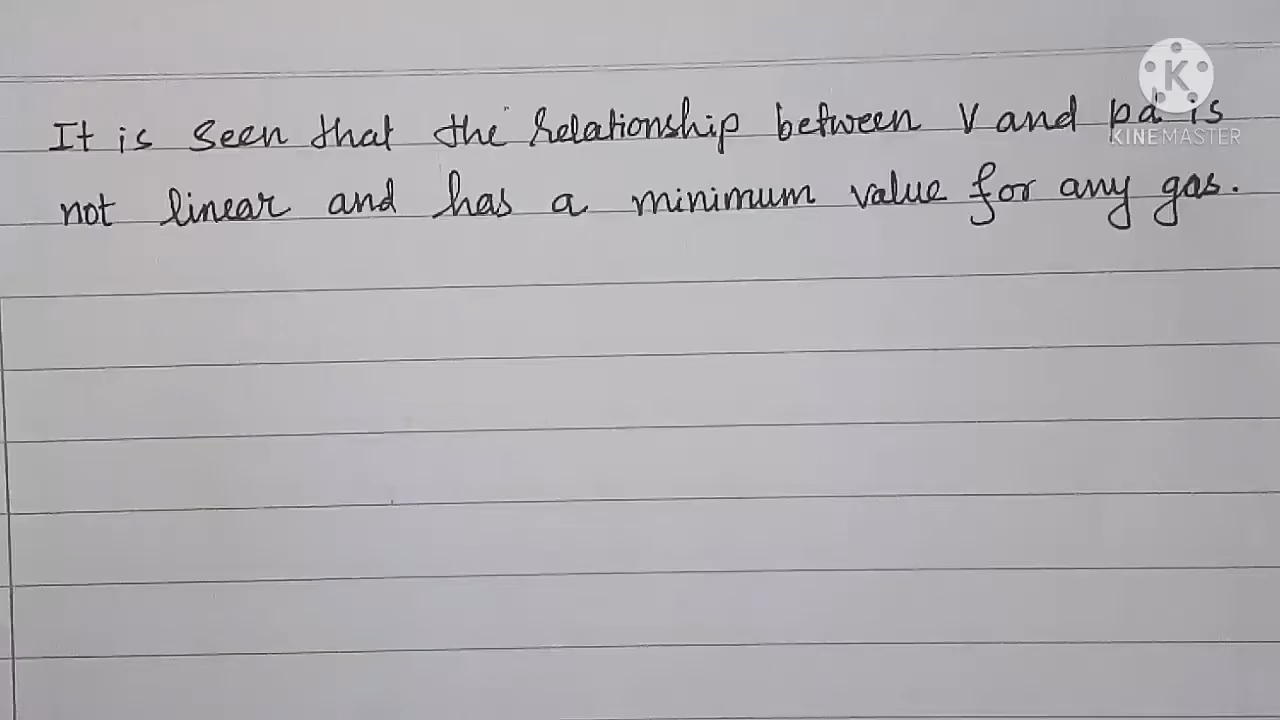 It is seen that the relationship between V and pd is
not linear and has a minimum value for any gas.
K
KINEMASTER